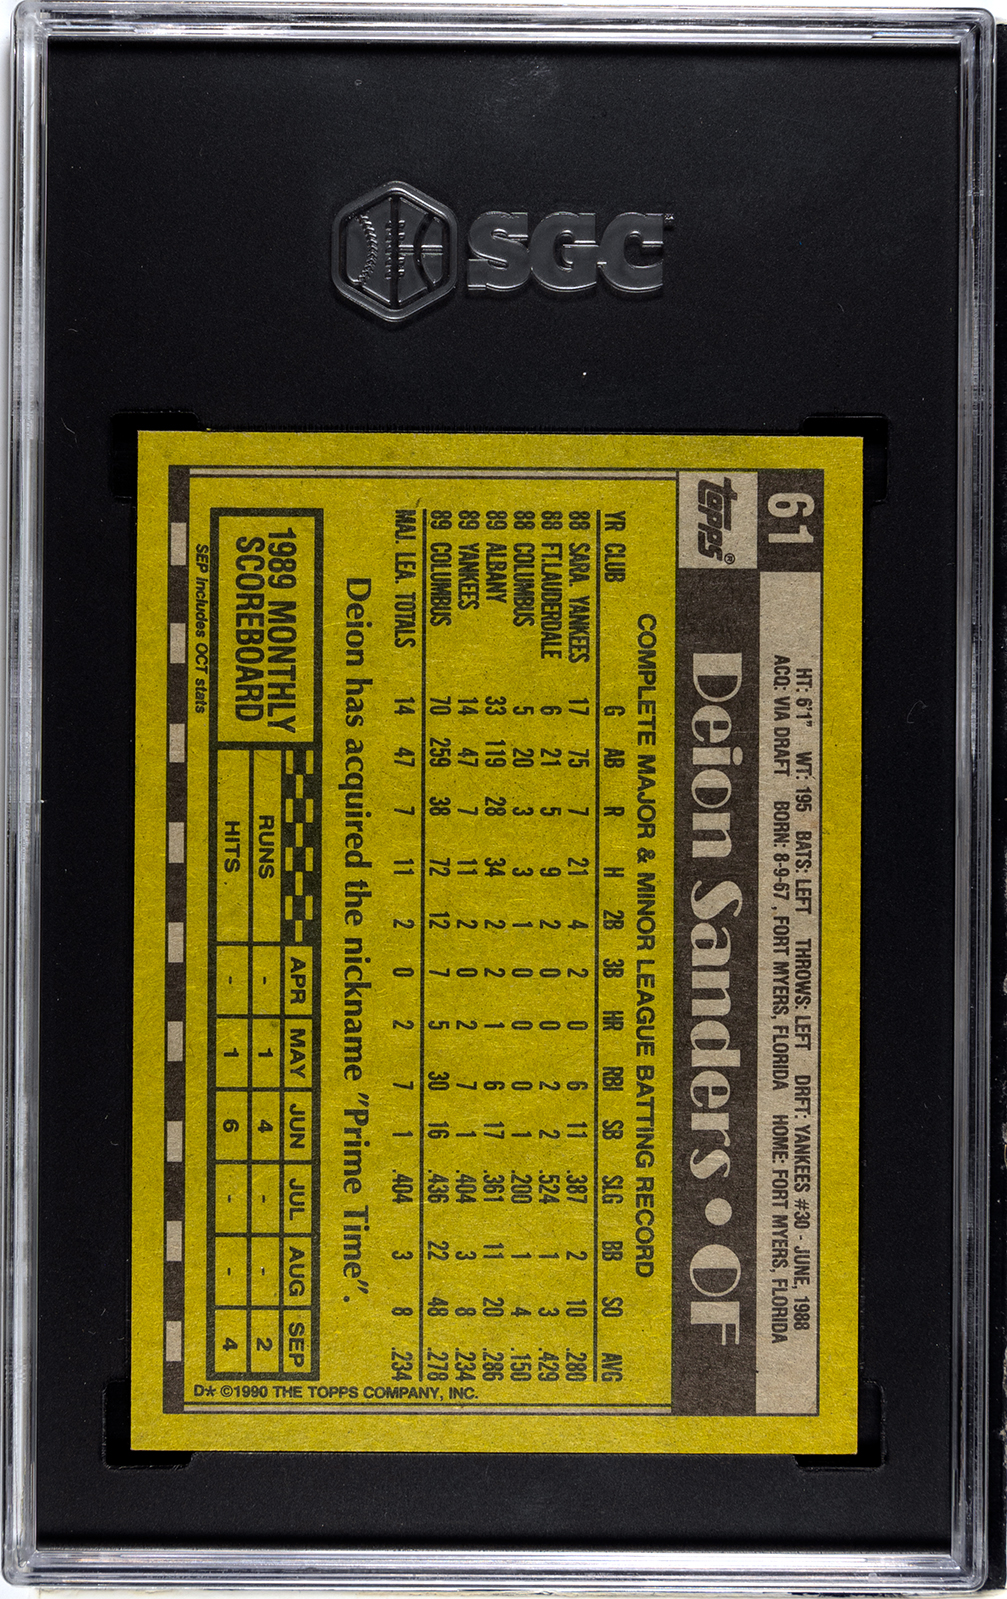 SGC
61
HT: 6'1" WT: 195 BATS: LEFT THROWS: LEFT DRFT: YANKEES #30 - JUNE, 1988
ACQ: VIA DRAFT BORN: 8-9-67, FORT MYERS, FLORIDA HOME: FORT MYERS, FLORIDA
topps®
Deion Sanders • OF
COMPLETE MAJOR & MINOR LEAGUE BATTING RECORD
YR CLUB G AB R H 2B 3B HR RBI SB SLG BB SO AVG
88 SARA. YANKEES 17 75 7 21 4 2 0 6 11 .387 2 10 .280
88 FT.LAUDERDALE 6 21 5 9 2 0 0 2 2 .524 1 3 .429
88 COLUMBUS 5 20 3 3 1 0 0 0 1 .200 1 4 .150
89 ALBANY 33 119 28 34 2 2 1 6 17 .361 11 20 .286
89 YANKEES 14 47 7 11 2 0 2 7 1 .404 3 8 .234
89 COLUMBUS 70 259 38 72 12 7 5 30 16 .436 22 48 .278
MAJ. LEA. TOTALS 14 47 7 11 2 0 2 7 1 .404 3 8 .234
Deion has acquired the nickname "Prime Time".
1989 MONTHLY
SCOREBOARD
APR MAY JUN JUL AUG SEP
RUNS - 1 4 - - 2
HITS - 1 6 - - 4
SEP includes OCT stats
D* ©1990 THE TOPPS COMPANY, INC.